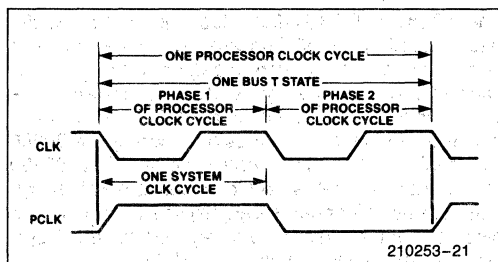 ONE PROCESSOR CLOCK CYCLE
ONE BUS T STATE
PHASE 1
OF PROCESSOR
CLOCK CYCLE
PHASE 2
OF PROCESSOR
CLOCK CYCLE
CLK
ONE SYSTEM
CLK CYCLE
PCLK
210253-21